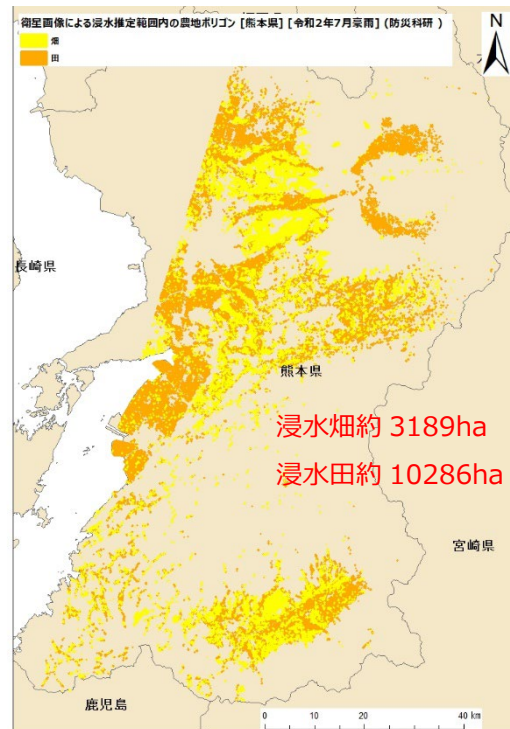 衛星画像による浸水推定範囲内の農地ポリゴン [熊本県] [令和2年7月豪雨] (防災科研 )
畑
田
N
長崎県
熊本県
浸水畑約 3189ha
浸水田約 10286ha
宮崎県
鹿児島
0 10 20 40 km